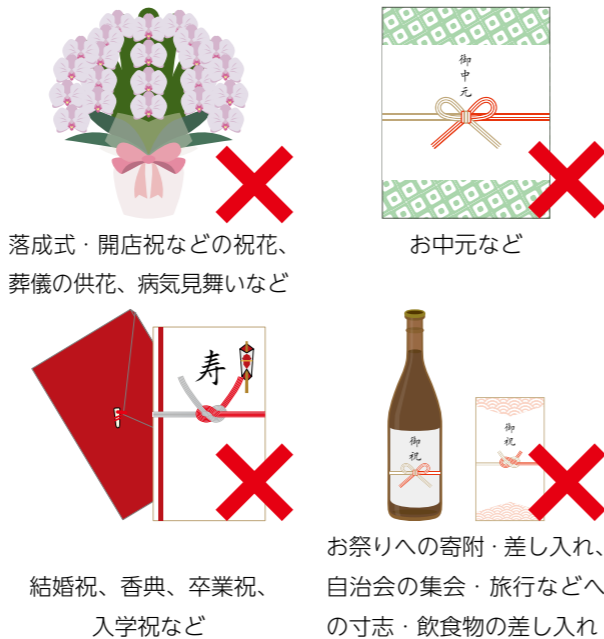 御中元
落成式・開店祝などの祝花、
葬儀の供花、病気見舞いなど
お中元など
寿
御祝
御祝
結婚祝、香典、卒業祝、
入学祝など
お祭りへの寄附・差し入れ、
自治会の集会・旅行などへ
の寸志・飲食物の差し入れ